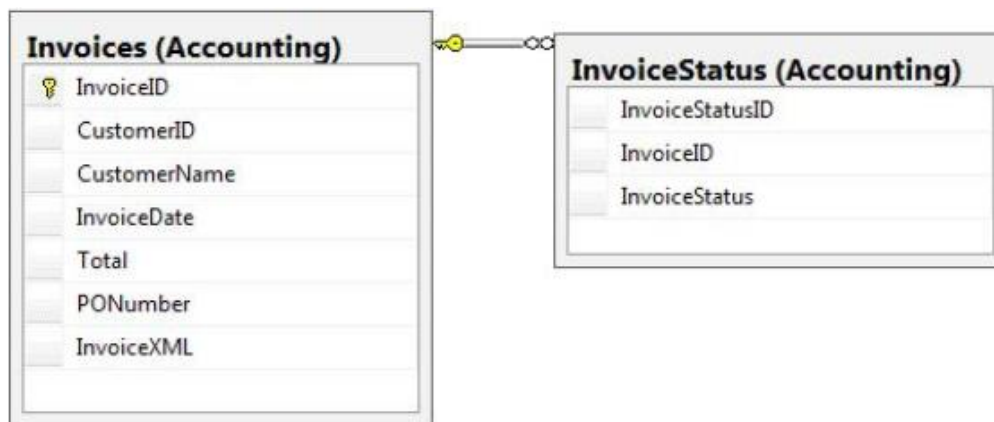 Invoices (Accounting)
InvoiceID
CustomerID
CustomerName
InvoiceDate
Total
PONumber
InvoiceXML
InvoiceStatus (Accounting)
InvoiceStatusID
InvoiceID
InvoiceStatus